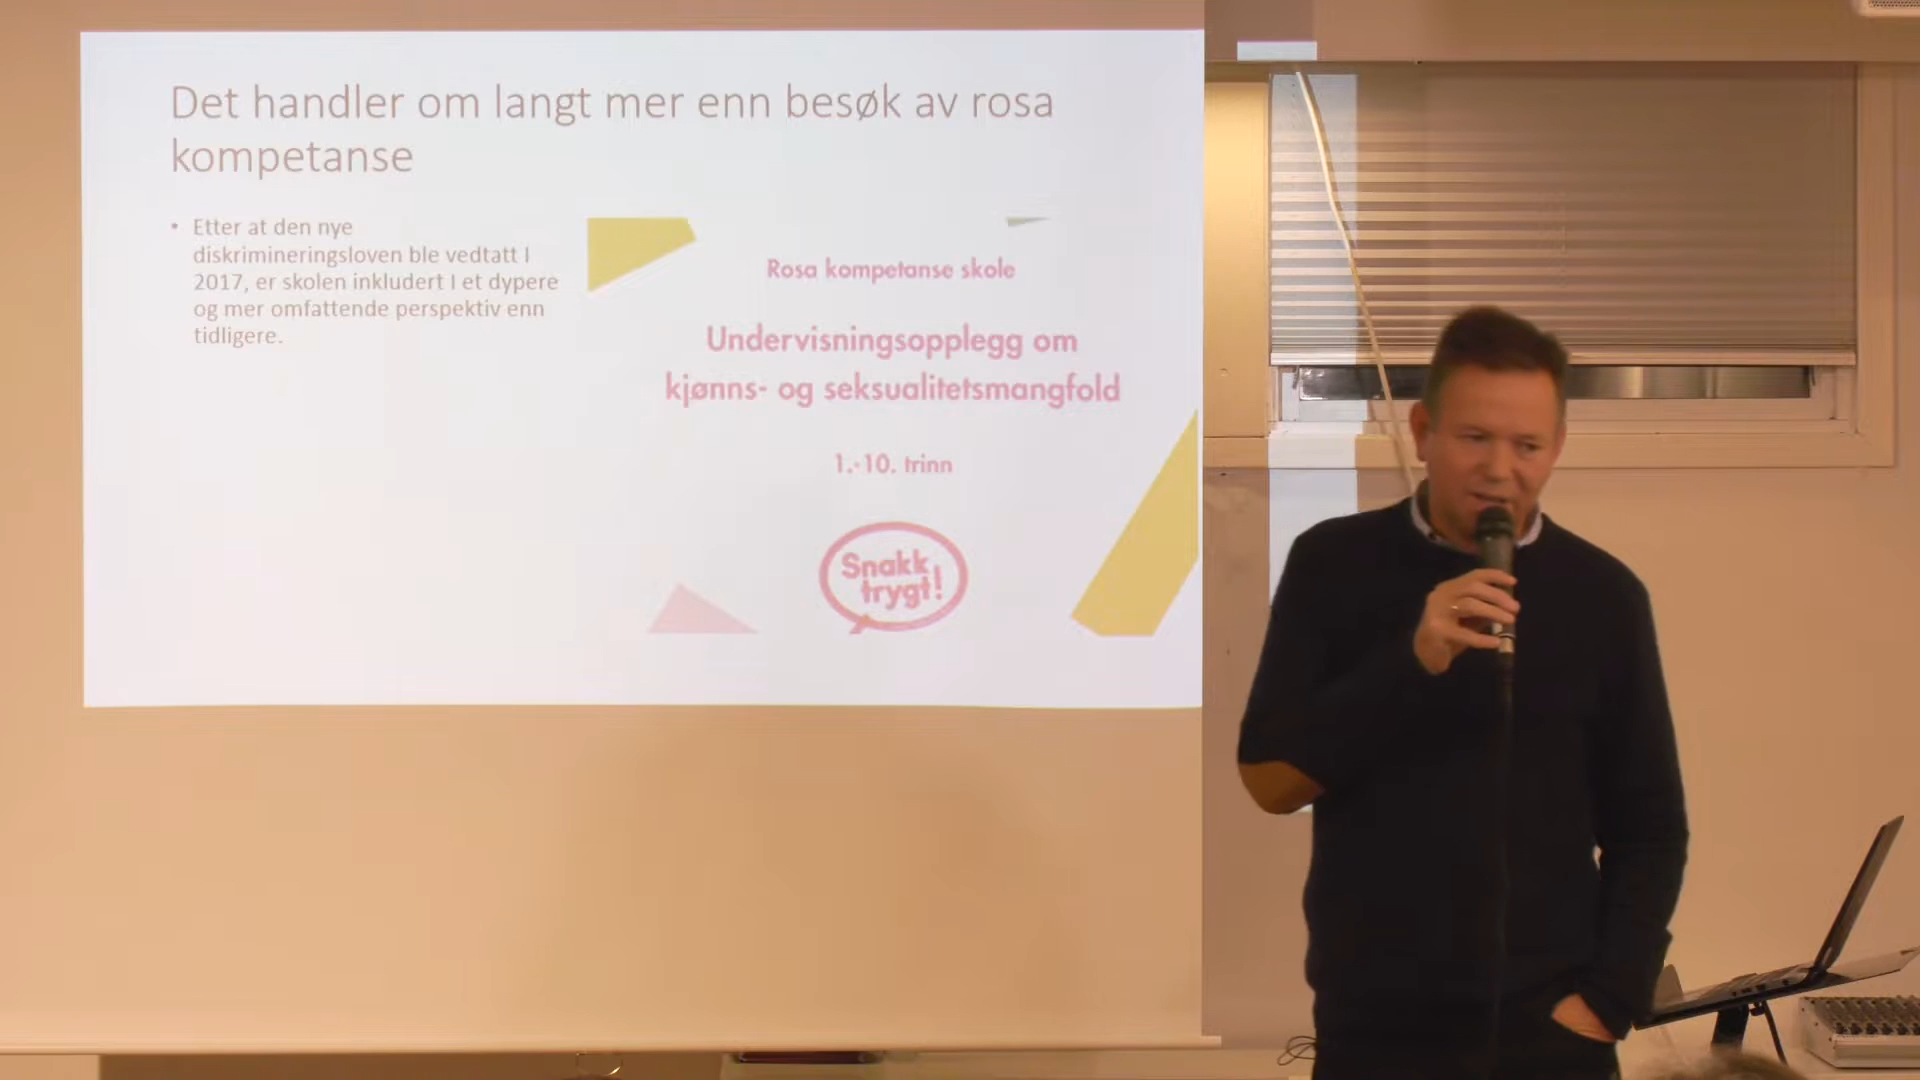 Det handler om langt mer enn besøk av rosa
kompetanse
• Etter at den nye
diskrimineringsloven ble vedtatt I
2017, er skolen inkludert I et dypere
og mer omfattende perspektiv enn
tidligere.
Rosa kompetanse skole
Undervisningsopplegg om
kjønns- og seksualitetsmangfold
1.-10. trinn
Snakk
trygt!